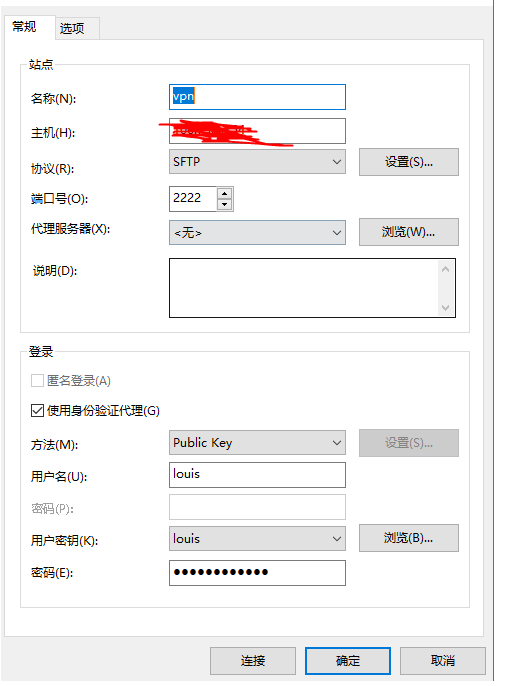 常规 选项
站点
名称(N): vpn
主机(H):
协议(R): SFTP 设置(S)...
端口号(O): 2222
代理服务器(X): <无> 浏览(W)...
说明(D):
登录
匿名登录(A)
使用身份验证代理(G)
方法(M): Public Key 设置(S)...
用户名(U): louis
密码(P):
用户密钥(K): louis 浏览(B)...
密码(E): ●●●●●●●●●●●●
连接 确定 取消